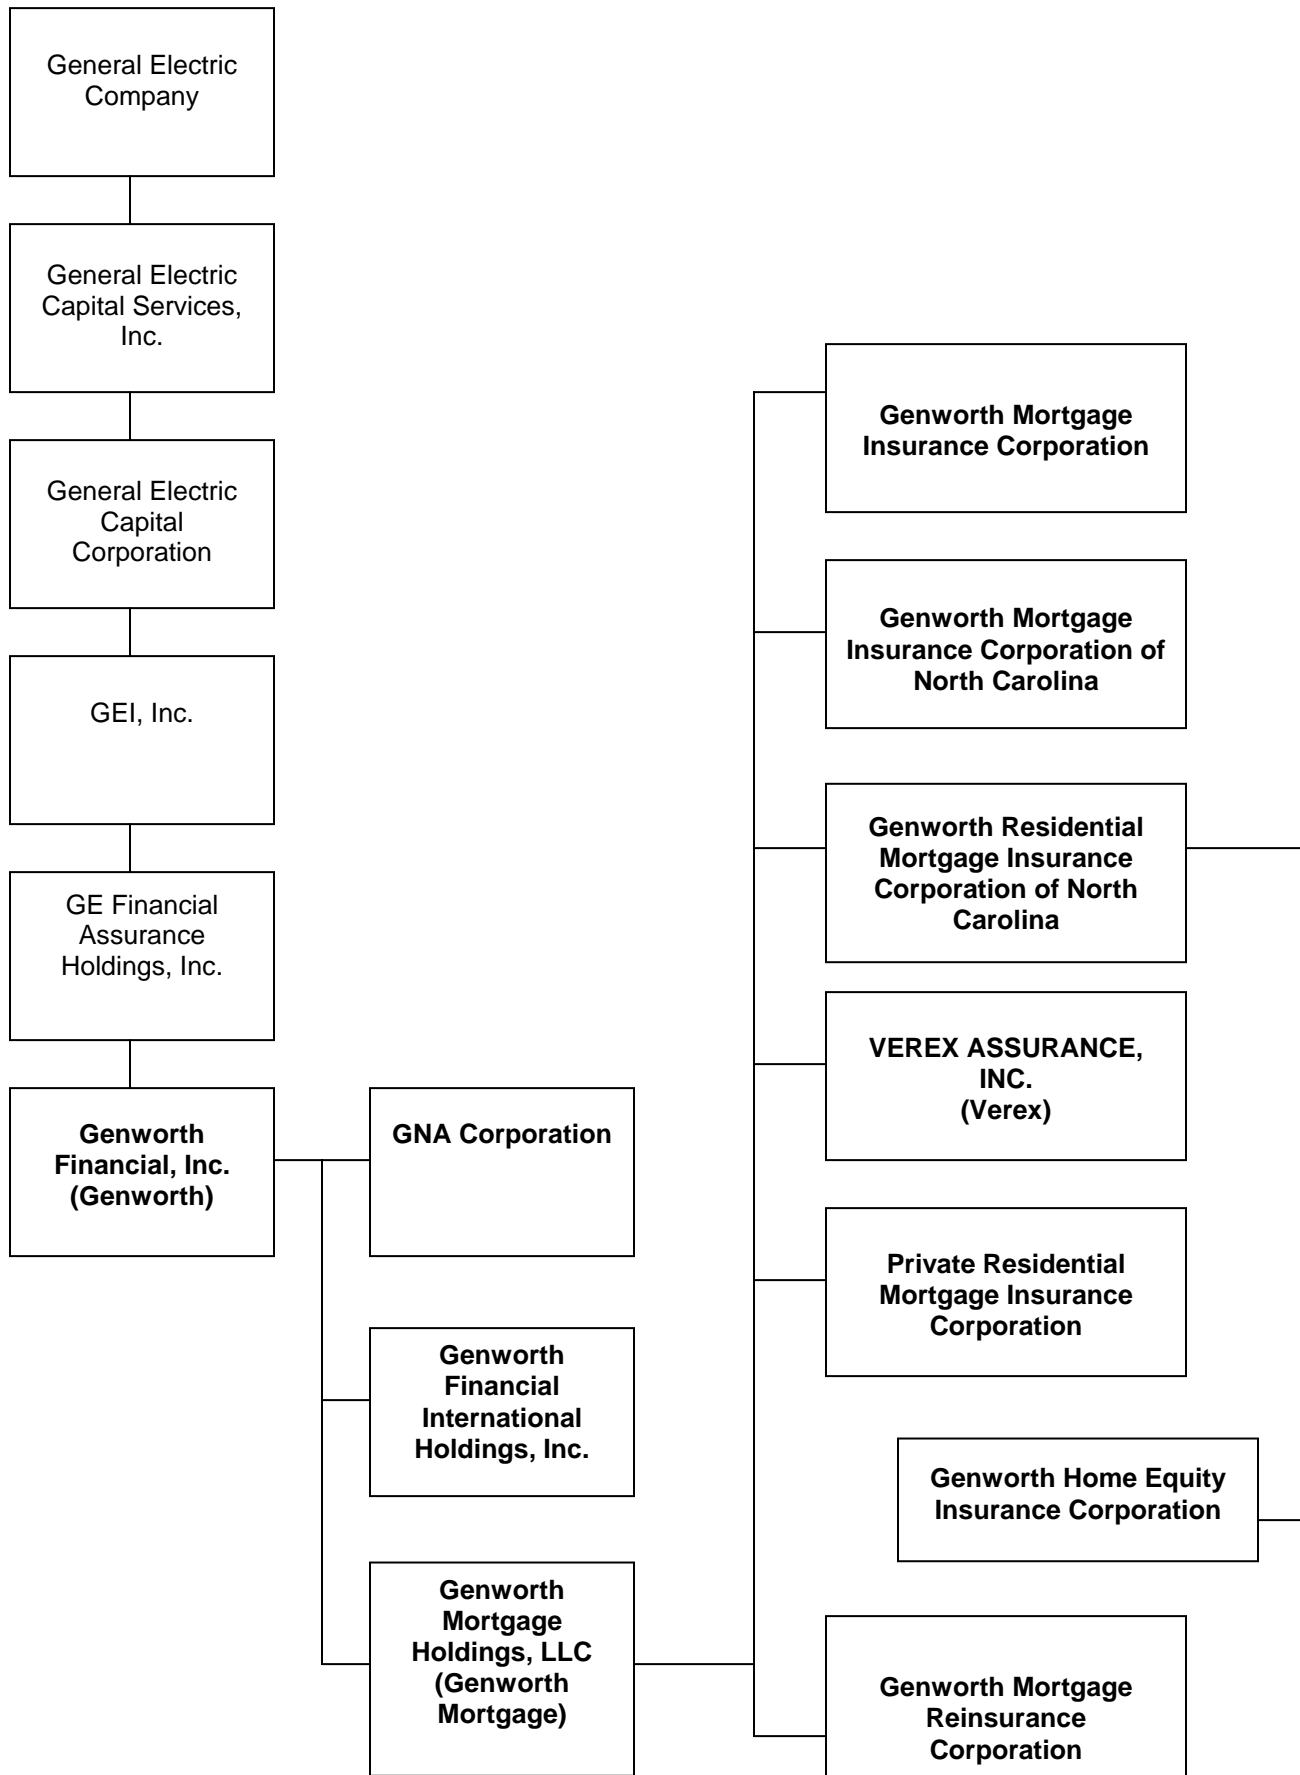 General Electric
Company
General Electric
Capital Services,
Inc.
General Electric
Capital
Corporation
GEI, Inc.
GE Financial
Assurance
Holdings, Inc.
Genworth
Financial, Inc.
(Genworth)
GNA Corporation
Genworth
Financial
International
Holdings, Inc.
Genworth
Mortgage
Holdings, LLC
(Genworth
Mortgage)
Genworth Mortgage
Insurance Corporation
Genworth Mortgage
Insurance Corporation of
North Carolina
Genworth Residential
Mortgage Insurance
Corporation of North
Carolina
VEREX ASSURANCE,
INC.
(Verex)
Private Residential
Mortgage Insurance
Corporation
Genworth Home Equity
Insurance Corporation
Genworth Mortgage
Reinsurance
Corporation